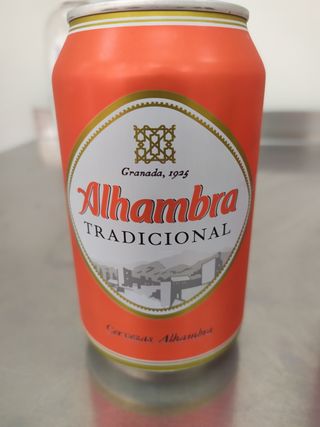 Granada, 1925
Alhambra
TRADICIONAL
Cervezas Alhambra